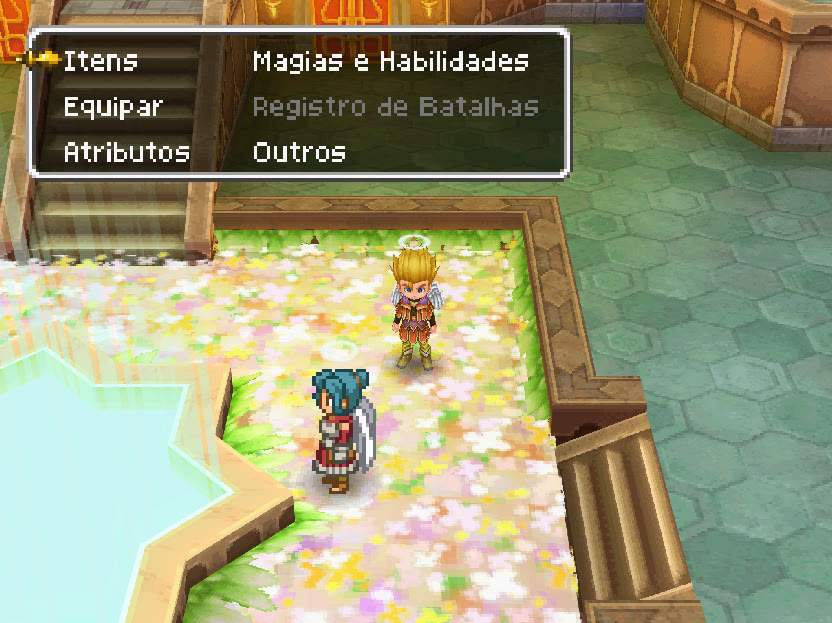 Itens Magias e Habilidades
Equipar Registro de Batalhas
Atributos Outros